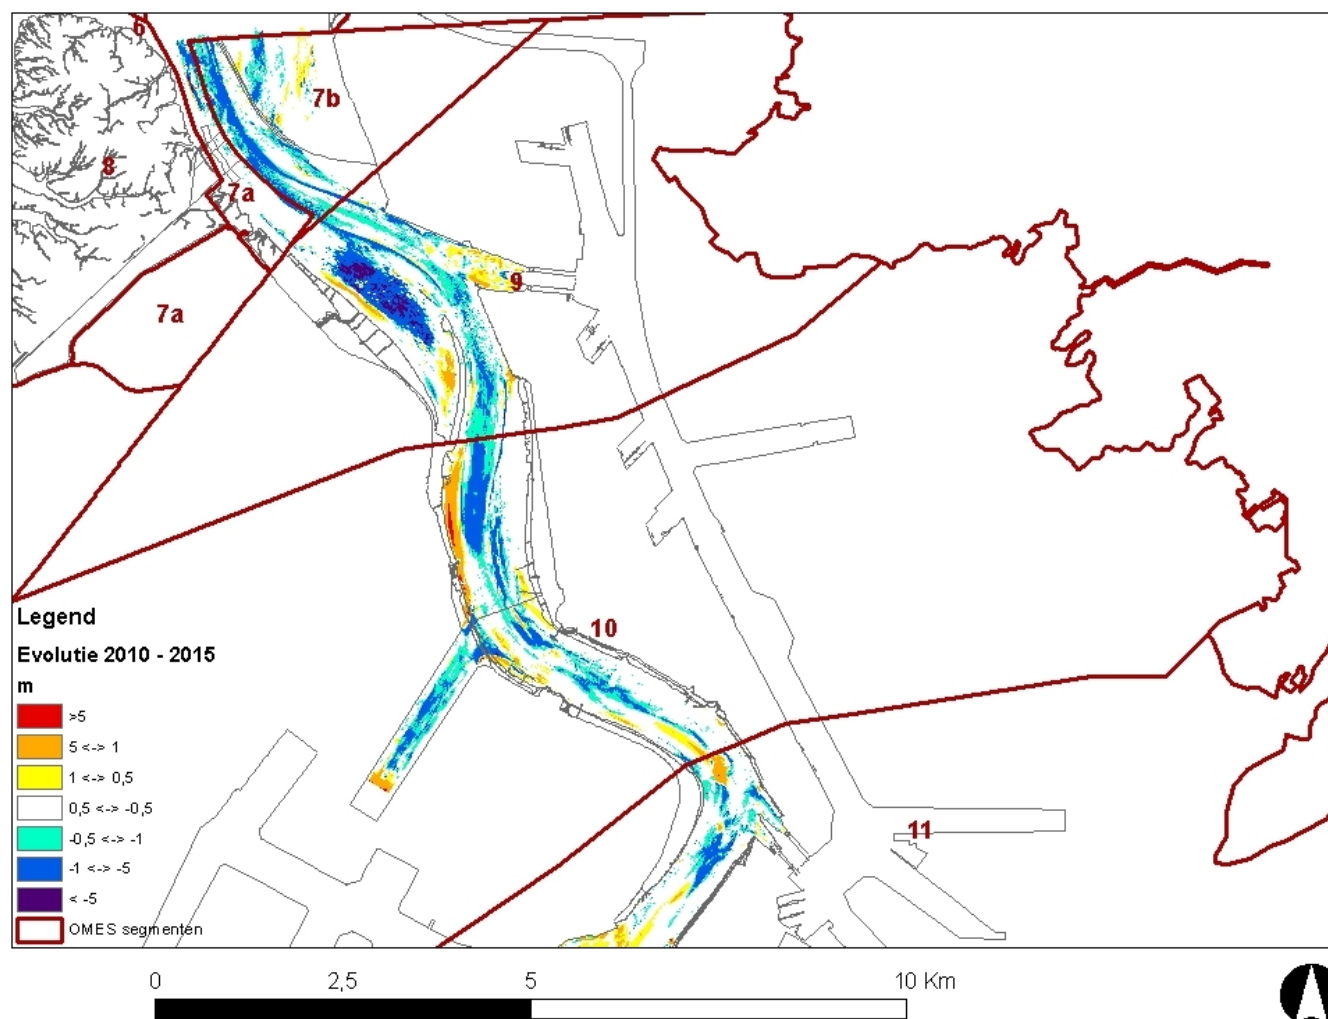 6
7b
8
7a
9
7a
10
11
Legend
Evolutie 2010 - 2015
m
>5
5 <-> 1
1 <-> 0,5
0,5 <-> -0,5
-0,5 <-> -1
-1 <-> -5
< -5
OMES segmenten
0 2,5 5 10 Km